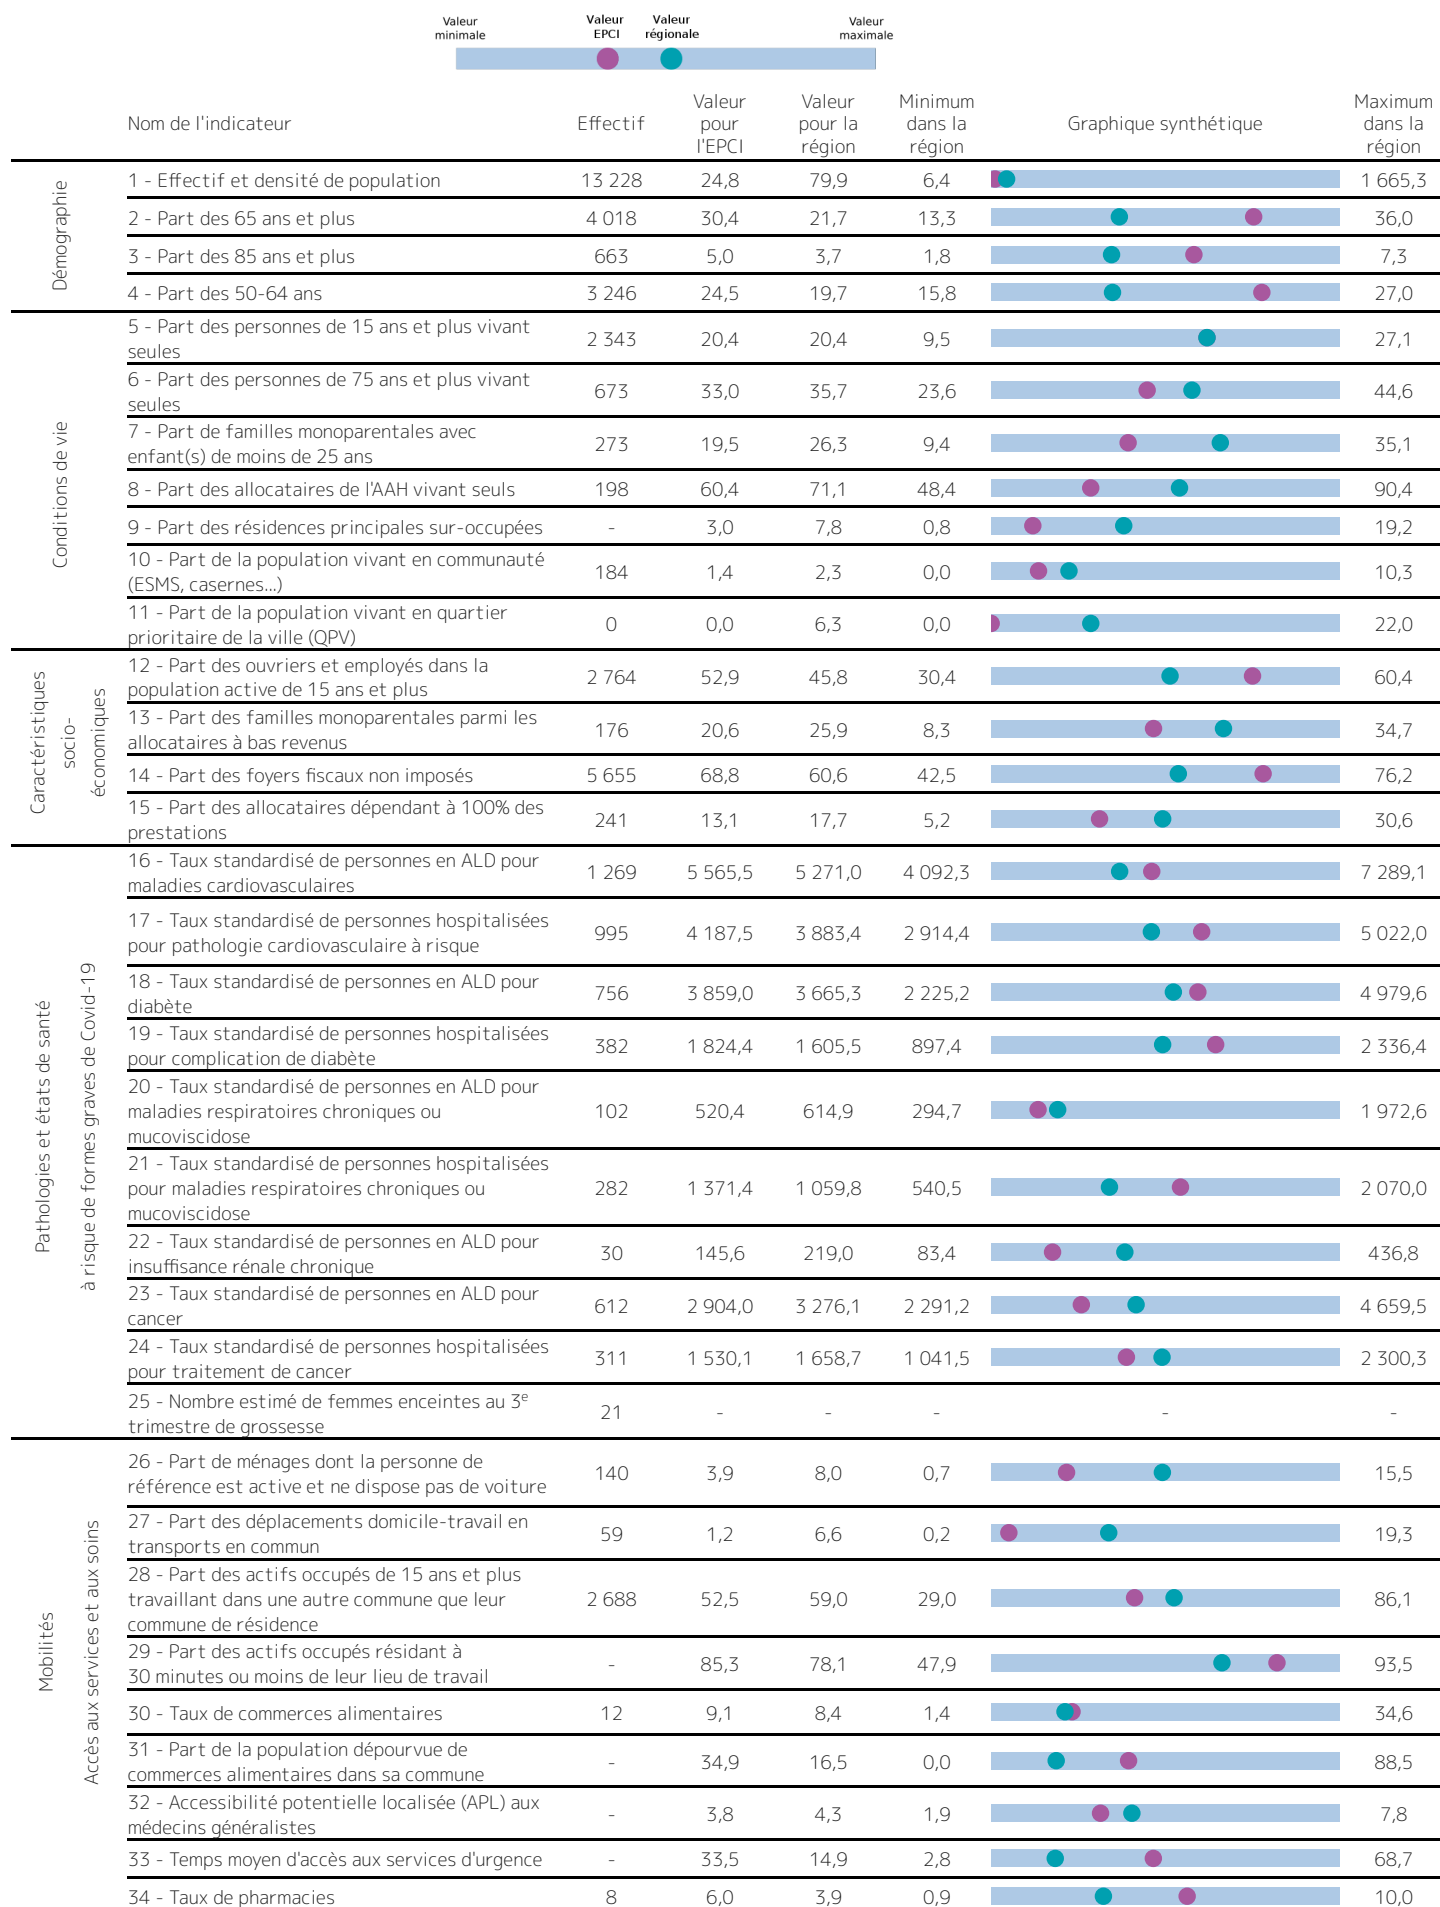 Valeur minimale
Valeur EPCI
Valeur régionale
Valeur maximale
Nom de l'indicateur
Effectif
Valeur pour l'EPCI
Valeur pour la région
Minimum dans la région
Graphique synthétique
Maximum dans la région
Démographie
1 - Effectif et densité de population 13 228 24,8 79,9 6,4 1 665,3
2 - Part des 65 ans et plus 4 018 30,4 21,7 13,3 36,0
3 - Part des 85 ans et plus 663 5,0 3,7 1,8 7,3
4 - Part des 50-64 ans 3 246 24,5 19,7 15,8 27,0
Conditions de vie
5 - Part des personnes de 15 ans et plus vivant
seules 2 343 20,4 20,4 9,5 27,1
6 - Part des personnes de 75 ans et plus vivant
seules 673 33,0 35,7 23,6 44,6
7 - Part de familles monoparentales avec
enfant(s) de moins de 25 ans 273 19,5 26,3 9,4 35,1
8 - Part des allocataires de l'AAH vivant seuls 198 60,4 71,1 48,4 90,4
9 - Part des résidences principales sur-occupées - 3,0 7,8 0,8 19,2
10 - Part de la population vivant en communauté
(ESMS, casernes...) 184 1,4 2,3 0,0 10,3
11 - Part de la population vivant en quartier
prioritaire de la ville (QPV) 0 0,0 6,3 0,0 22,0
Caractéristiques
socio-
économiques
12 - Part des ouvriers et employés dans la
population active de 15 ans et plus 2 764 52,9 45,8 30,4 60,4
13 - Part des familles monoparentales parmi les
allocataires à bas revenus 176 20,6 25,9 8,3 34,7
14 - Part des foyers fiscaux non imposés 5 655 68,8 60,6 42,5 76,2
15 - Part des allocataires dépendant à 100% des
prestations 241 13,1 17,7 5,2 30,6
Pathologies et états de santé
à risque de formes graves de Covid-19
16 - Taux standardisé de personnes en ALD pour
maladies cardiovasculaires 1 269 5 565,5 5 271,0 4 092,3 7 289,1
17 - Taux standardisé de personnes hospitalisées
pour pathologie cardiovasculaire à risque 995 4 187,5 3 883,4 2 914,4 5 022,0
18 - Taux standardisé de personnes en ALD pour
diabète 756 3 859,0 3 665,3 2 225,2 4 979,6
19 - Taux standardisé de personnes hospitalisées
pour complication de diabète 382 1 824,4 1 605,5 897,4 2 336,4
20 - Taux standardisé de personnes en ALD pour
maladies respiratoires chroniques ou
mucoviscidose 102 520,4 614,9 294,7 1 972,6
21 - Taux standardisé de personnes hospitalisées
pour maladies respiratoires chroniques ou
mucoviscidose 282 1 371,4 1 059,8 540,5 2 070,0
22 - Taux standardisé de personnes en ALD pour
insuffisance rénale chronique 30 145,6 219,0 83,4 436,8
23 - Taux standardisé de personnes en ALD pour
cancer 612 2 904,0 3 276,1 2 291,2 4 659,5
24 - Taux standardisé de personnes hospitalisées
pour traitement de cancer 311 1 530,1 1 658,7 1 041,5 2 300,3
25 - Nombre estimé de femmes enceintes au 3e
trimestre de grossesse 21 - - - - -
Mobilités
Accès aux services et aux soins
26 - Part de ménages dont la personne de
référence est active et ne dispose pas de voiture 140 3,9 8,0 0,7 15,5
27 - Part des déplacements domicile-travail en
transports en commun 59 1,2 6,6 0,2 19,3
28 - Part des actifs occupés de 15 ans et plus
travaillant dans une autre commune que leur
commune de résidence 2 688 52,5 59,0 29,0 86,1
29 - Part des actifs occupés résidant à
30 minutes ou moins de leur lieu de travail - 85,3 78,1 47,9 93,5
30 - Taux de commerces alimentaires 12 9,1 8,4 1,4 34,6
31 - Part de la population dépourvue de
commerces alimentaires dans sa commune - 34,9 16,5 0,0 88,5
32 - Accessibilité potentielle localisée (APL) aux
médecins généralistes - 3,8 4,3 1,9 7,8
33 - Temps moyen d'accès aux services d'urgence - 33,5 14,9 2,8 68,7
34 - Taux de pharmacies 8 6,0 3,9 0,9 10,0